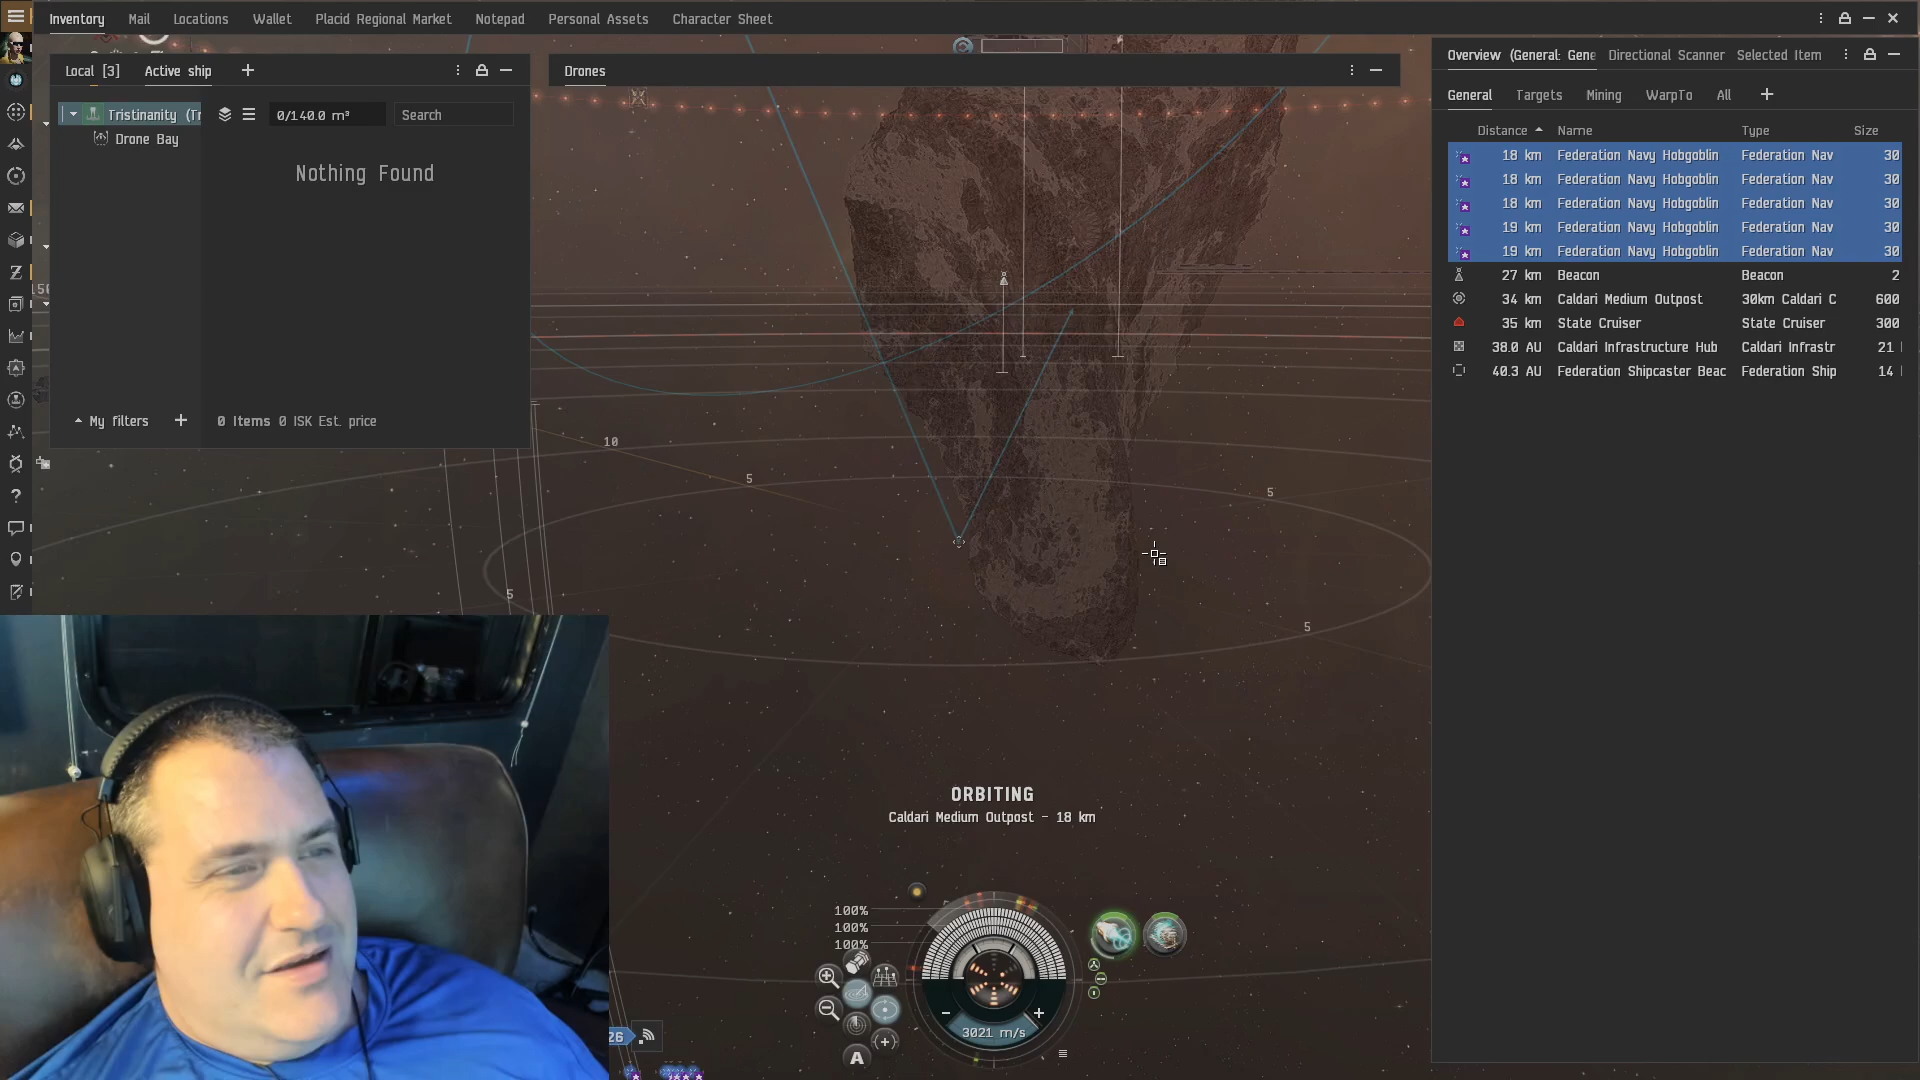 Inventory Mail Locations Wallet Placid Regional Market Notepad Personal Assets Character Sheet
Local [3] Active ship
Drones
Overview (General: Gene Directional Scanner Selected Item
General Targets Mining WarpTo All
Tristinanity (Tr
0/140.0 m³
Search
Drone Bay
Nothing Found
Distance Name Type Size
18 km Federation Navy Hobgoblin Federation Nav 30
18 km Federation Navy Hobgoblin Federation Nav 30
18 km Federation Navy Hobgoblin Federation Nav 30
19 km Federation Navy Hobgoblin Federation Nav 30
19 km Federation Navy Hobgoblin Federation Nav 30
27 km Beacon Beacon 2
34 km Caldari Medium Outpost 30km Caldari C 600
35 km State Cruiser State Cruiser 300
38.0 AU Caldari Infrastructure Hub Caldari Infrastr 21
40.3 AU Federation Shipcaster Beac Federation Ship 14
My filters
0 Items 0 ISK Est. price
10
5
5
5
5
ORBITING
Caldari Medium Outpost - 18 km
100%
100%
100%
3021 m/s
A
26